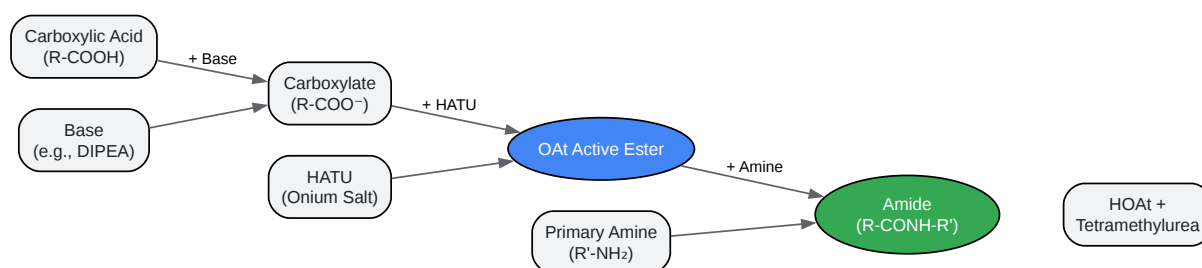 Carboxylic Acid
(R-COOH)
+ Base
Base
(e.g., DIPEA)
Carboxylate
(R-COO⁻)
+ HATU
HATU
(Onium Salt)
OAt Active Ester
+ Amine
Primary Amine
(R'-NH₂)
Amide
(R-CONH-R')
HOAt +
Tetramethylurea